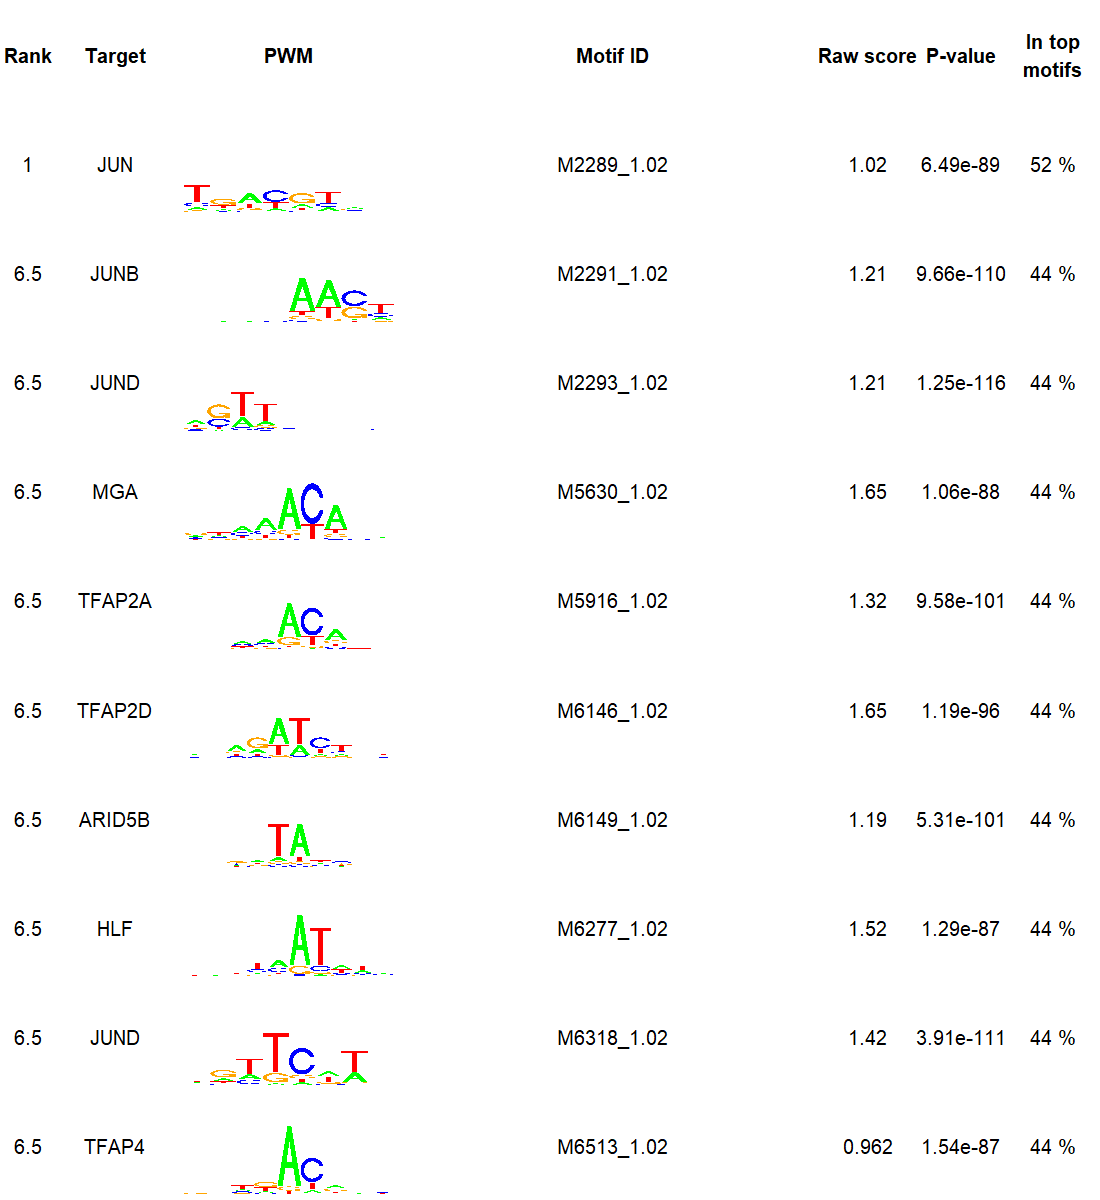 Rank Target PWM Motif ID Raw score P-value In top motifs
1 JUN M2289_1.02 1.02 6.49e-89 52 %
6.5 JUNB M2291_1.02 1.21 9.66e-110 44 %
6.5 JUND M2293_1.02 1.21 1.25e-116 44 %
6.5 MGA M5630_1.02 1.65 1.06e-88 44 %
6.5 TFAP2A M5916_1.02 1.32 9.58e-101 44 %
6.5 TFAP2D M6146_1.02 1.65 1.19e-96 44 %
6.5 ARID5B M6149_1.02 1.19 5.31e-101 44 %
6.5 HLF M6277_1.02 1.52 1.29e-87 44 %
6.5 JUND M6318_1.02 1.42 3.91e-111 44 %
6.5 TFAP4 M6513_1.02 0.962 1.54e-87 44 %